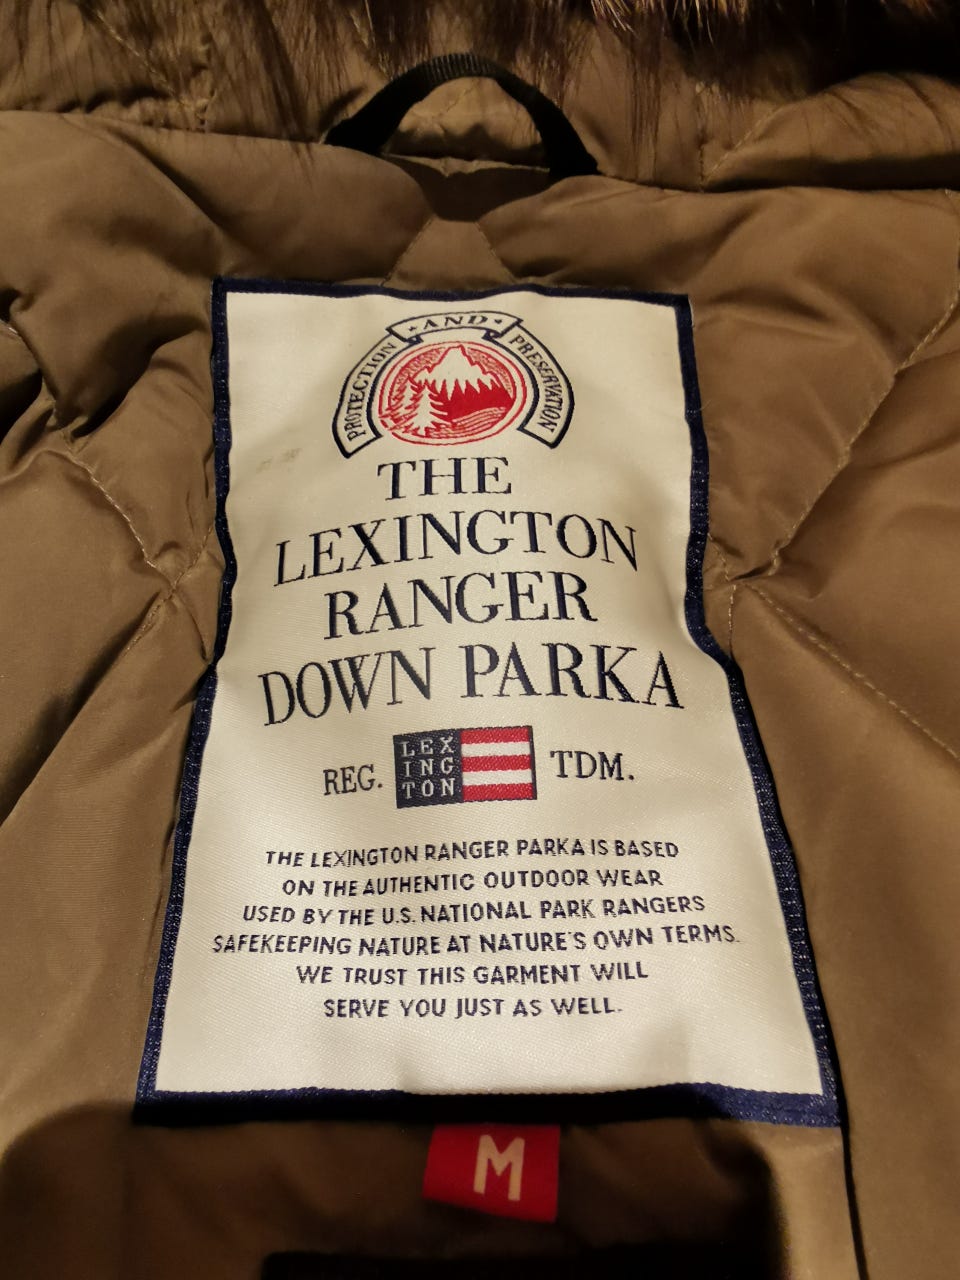 PROTECTION ·AND· PRESERVATION
THE
LEXINGTON
RANGER
DOWN PARKA
REG. LEX ING TON TDM.
THE LEXINGTON RANGER PARKA IS BASED
ON THE AUTHENTIC OUTDOOR WEAR
USED BY THE U.S. NATIONAL PARK RANGERS
SAFEKEEPING NATURE AT NATURE'S OWN TERMS.
WE TRUST THIS GARMENT WILL
SERVE YOU JUST AS WELL.
M